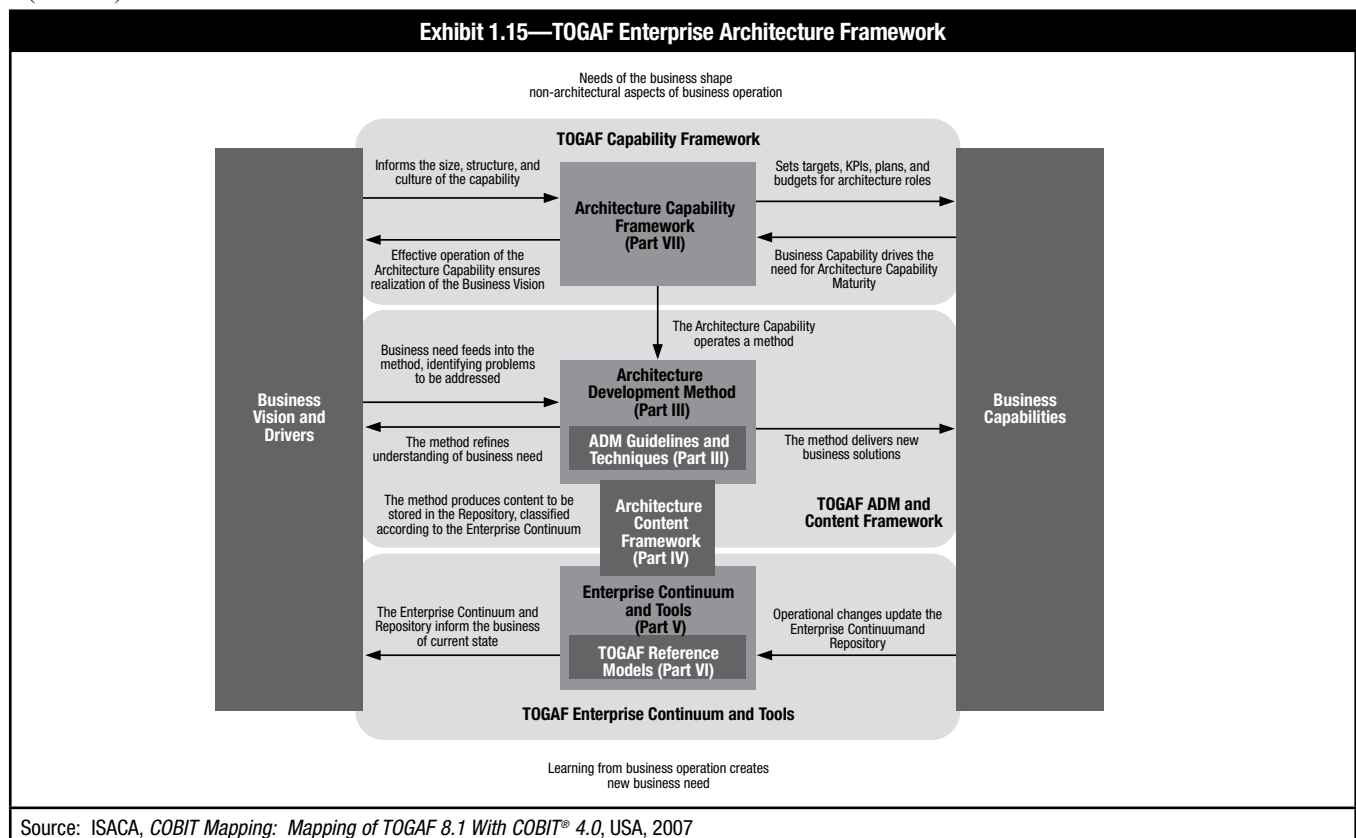 Exhibit 1.15—TOGAF Enterprise Architecture Framework
Needs of the business shape
non-architectural aspects of business operation
TOGAF Capability Framework
Informs the size, structure, and
culture of the capability
Sets targets, KPIs, plans, and
budgets for architecture roles
Architecture Capability
Framework
(Part VII)
Effective operation of the
Architecture Capability ensures
realization of the Business Vision
Business Capability drives the
need for Architecture Capability
Maturity
The Architecture Capability
operates a method
Business need feeds into the
method, identifying problems
to be addressed
Architecture
Development Method
(Part III)
Business
Vision and
Drivers
Business
Capabilities
ADM Guidelines and
Techniques (Part III)
The method refines
understanding of business need
The method delivers new
business solutions
The method produces content to be
stored in the Repository, classified
according to the Enterprise Continuum
Architecture
Content
Framework
(Part IV)
TOGAF ADM and
Content Framework
Enterprise Continuum
and Tools
(Part V)
The Enterprise Continuum and
Repository inform the business
of current state
Operational changes update the
Enterprise Continuumand
Repository
TOGAF Reference
Models (Part VI)
TOGAF Enterprise Continuum and Tools
Learning from business operation creates
new business need
Source: ISACA, COBIT Mapping: Mapping of TOGAF 8.1 With COBIT® 4.0, USA, 2007